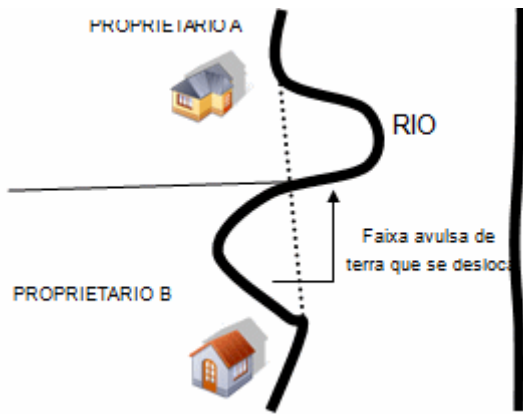 PROPRIETARIO A
RIO
Faixa avulsa de
terra que se desloca
PROPRIETARIO B